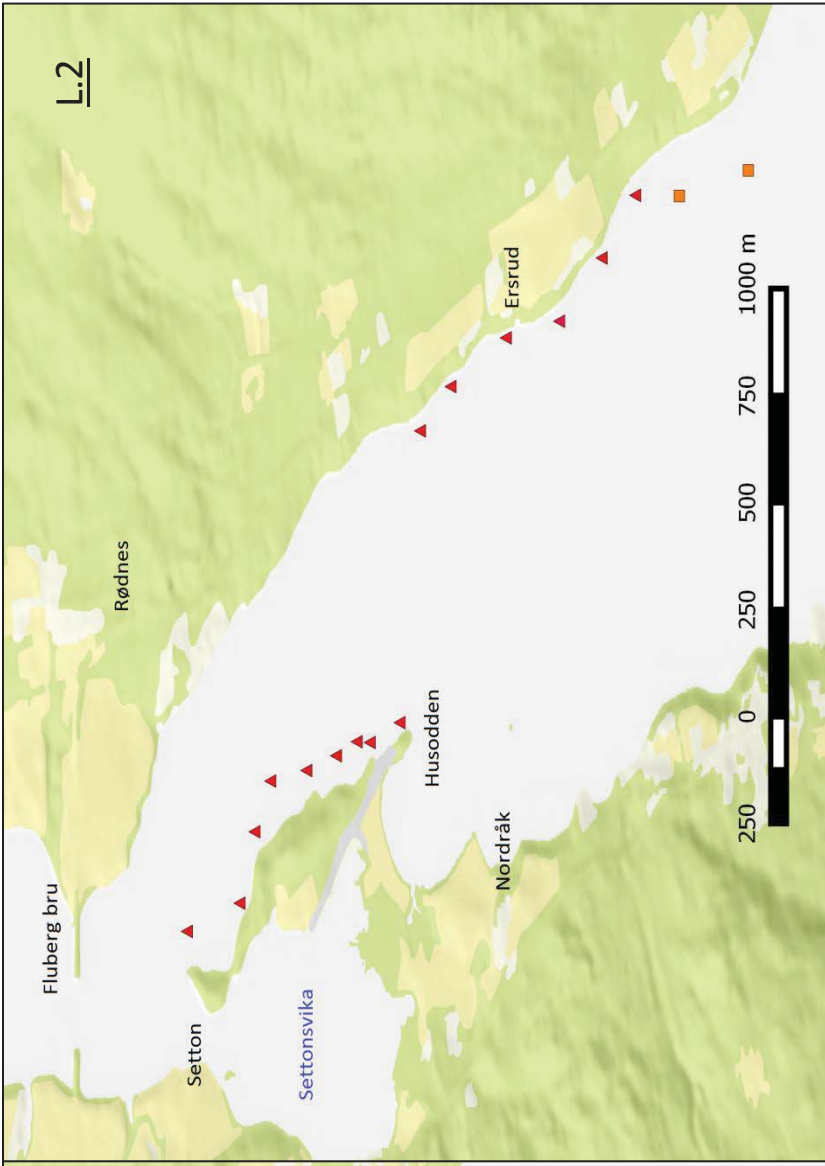 L.2
Fluberg bru
Rødnes
Setton
Settonsvika
Husodden
Nordråk
Ersrud
250 0 250 500 750 1000 m